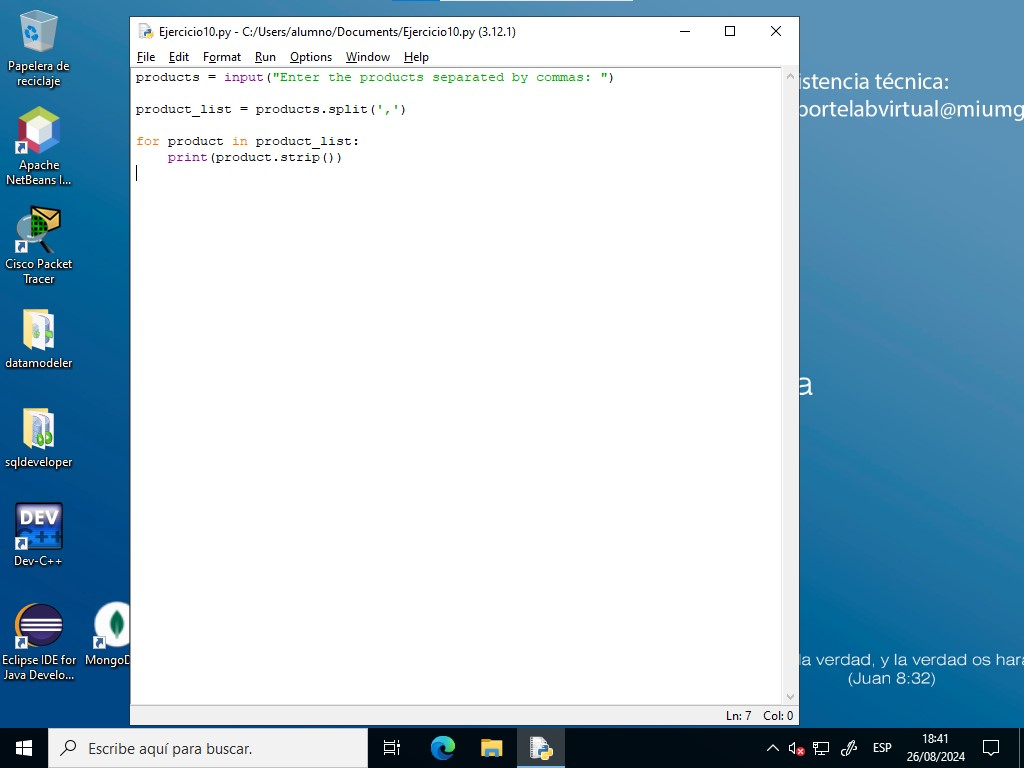 Papelera de
reciclaje
Apache
NetBeans I...
Cisco Packet
Tracer
datamodeler
sqldeveloper
DEV
C++
Dev-C++
Eclipse IDE for
Java Develo...
MongoD
Ejercicio10.py - C:/Users/alumno/Documents/Ejercicio10.py (3.12.1)
File Edit Format Run Options Window Help
products = input("Enter the products separated by commas: ")
product_list = products.split(',')
for product in product_list:
    print(product.strip())
Ln: 7 Col: 0
istencia técnica:
portelabvirtual@miumg
a
la verdad, y la verdad os hará
(Juan 8:32)
Escribe aquí para buscar.
ESP
18:41
26/08/2024